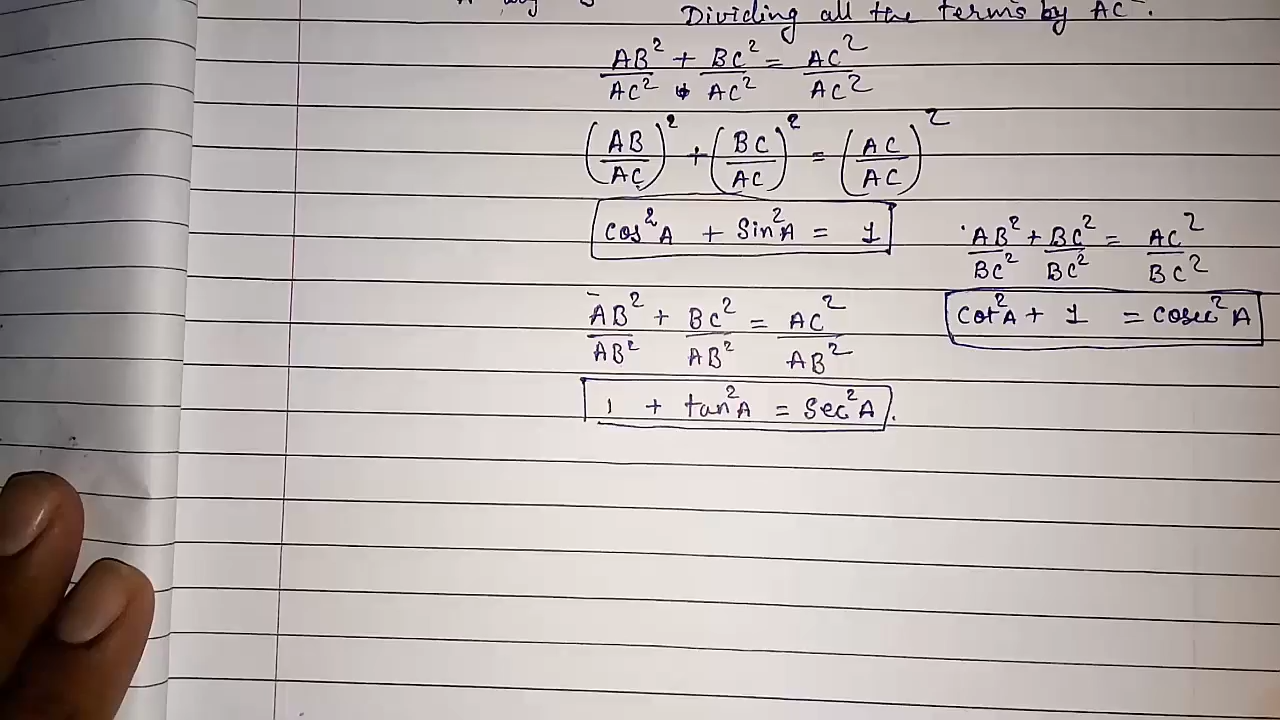 Dividing all the terms by AC².
AB²/AC² + BC²/AC² = AC²/AC²
(AB/AC)² + (BC/AC)² = (AC/AC)²
cos²A + Sin²A = 1
AB²/AB² + BC²/AB² = AC²/AB²
1 + tan²A = Sec²A.
AB²/BC² + BC²/BC² = AC²/BC²
cot²A + 1 = cosec²A